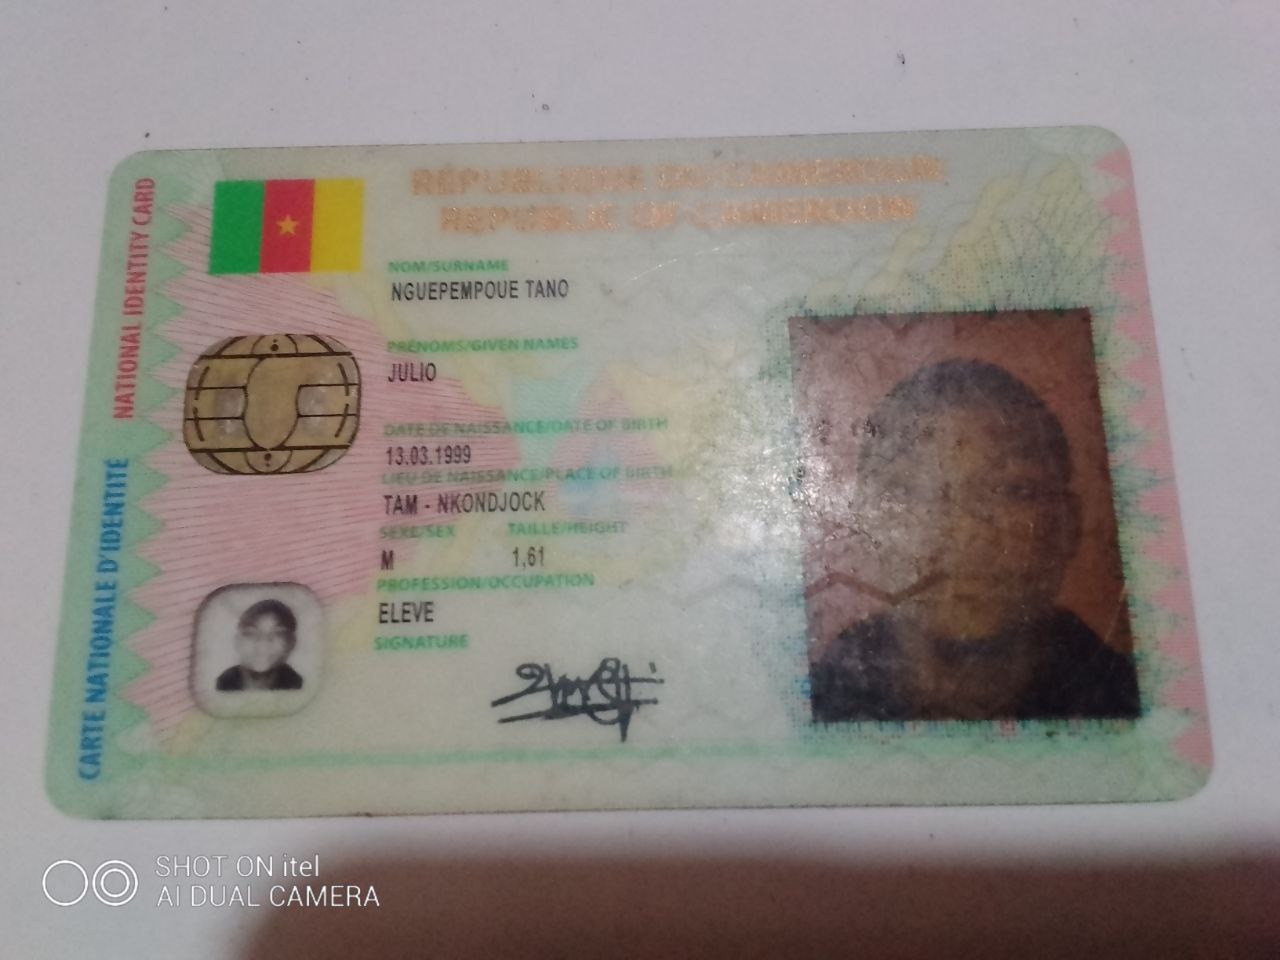 RÉPUBLIQUE DU CAMEROUN
REPUBLIC OF CAMEROON
NATIONAL IDENTITY CARD
CARTE NATIONALE D'IDENTITÉ
NOM/SURNAME
NGUEPEMPOUE TANO
PRÉNOMS/GIVEN NAMES
JULIO
DATE DE NAISSANCE/DATE OF BIRTH
13.03.1999
LIEU DE NAISSANCE/PLACE OF BIRTH
TAM - NKONDJOCK
SEXE/SEX TAILLE/HEIGHT
M 1,61
PROFESSION/OCCUPATION
ELEVE
SIGNATURE
SHOT ON itel
AI DUAL CAMERA